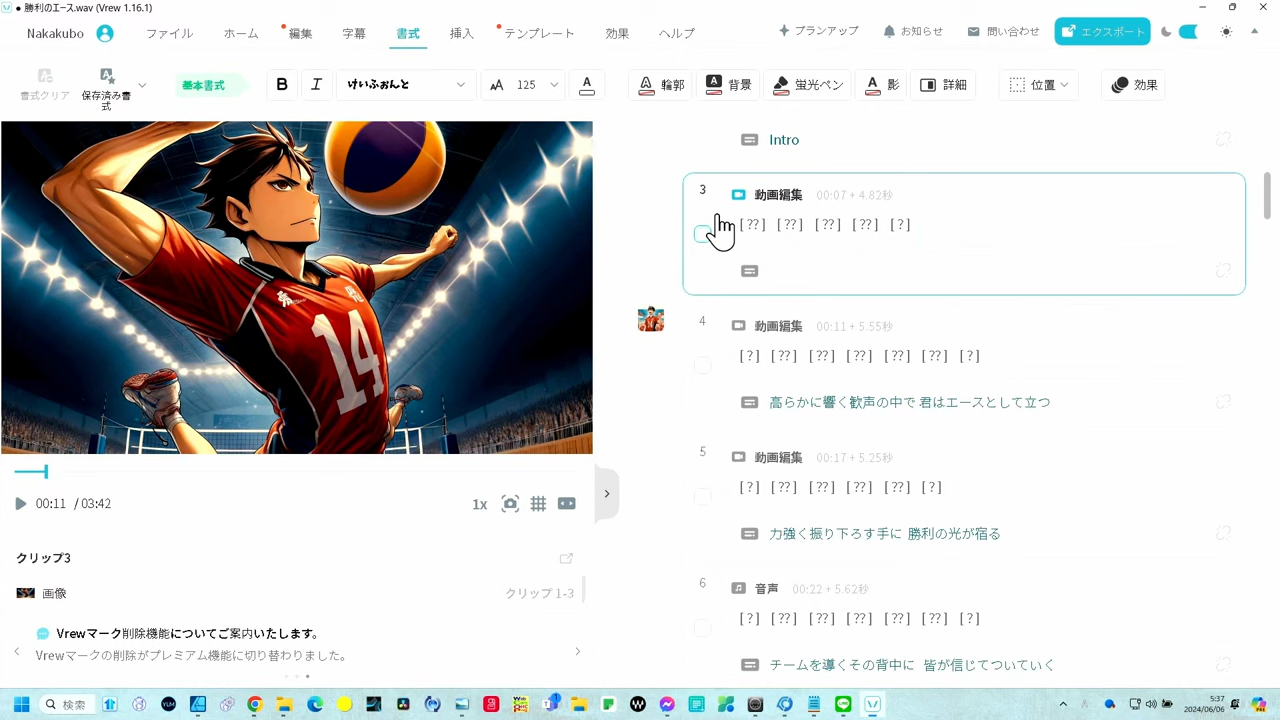 勝利のエース.wav (Vrew 1.16.1)
Nakakubo ファイル ホーム 編集 字幕 書式 挿入 テンプレート 効果 ヘルプ プランアップ お知らせ 問い合わせ エクスポート
書式クリア 保存済み書式 基本書式 B I けいふぉんと 125 輪郭 背景 蛍光ペン 影 詳細 位置 効果
Intro
3 動画編集 00:07 + 4.82秒
[ ?? ] [ ?? ] [ ?? ] [ ?? ] [ ? ]
4 動画編集 00:11 + 5.55秒
[ ? ] [ ?? ] [ ?? ] [ ?? ] [ ?? ] [ ?? ] [ ? ]
高らかに響く歓声の中で 君はエースとして立つ
5 動画編集 00:17 + 5.25秒
[ ?? ] [ ?? ] [ ?? ] [ ?? ] [ ?? ] [ ? ]
力強く振り下ろす手に 勝利の光が宿る
6 音声 00:22 + 5.62秒
[ ? ] [ ?? ] [ ?? ] [ ?? ] [ ?? ] [ ?? ] [ ? ]
チームを導くその背中に 皆が信じてついていく
14
00:11 / 03:42 1x
クリップ3
画像 クリップ 1-3
Vrewマーク削除機能についてご案内いたします。
Vrewマークの削除がプレミアム機能に切り替わりました。
検索
5:37
2024/06/06